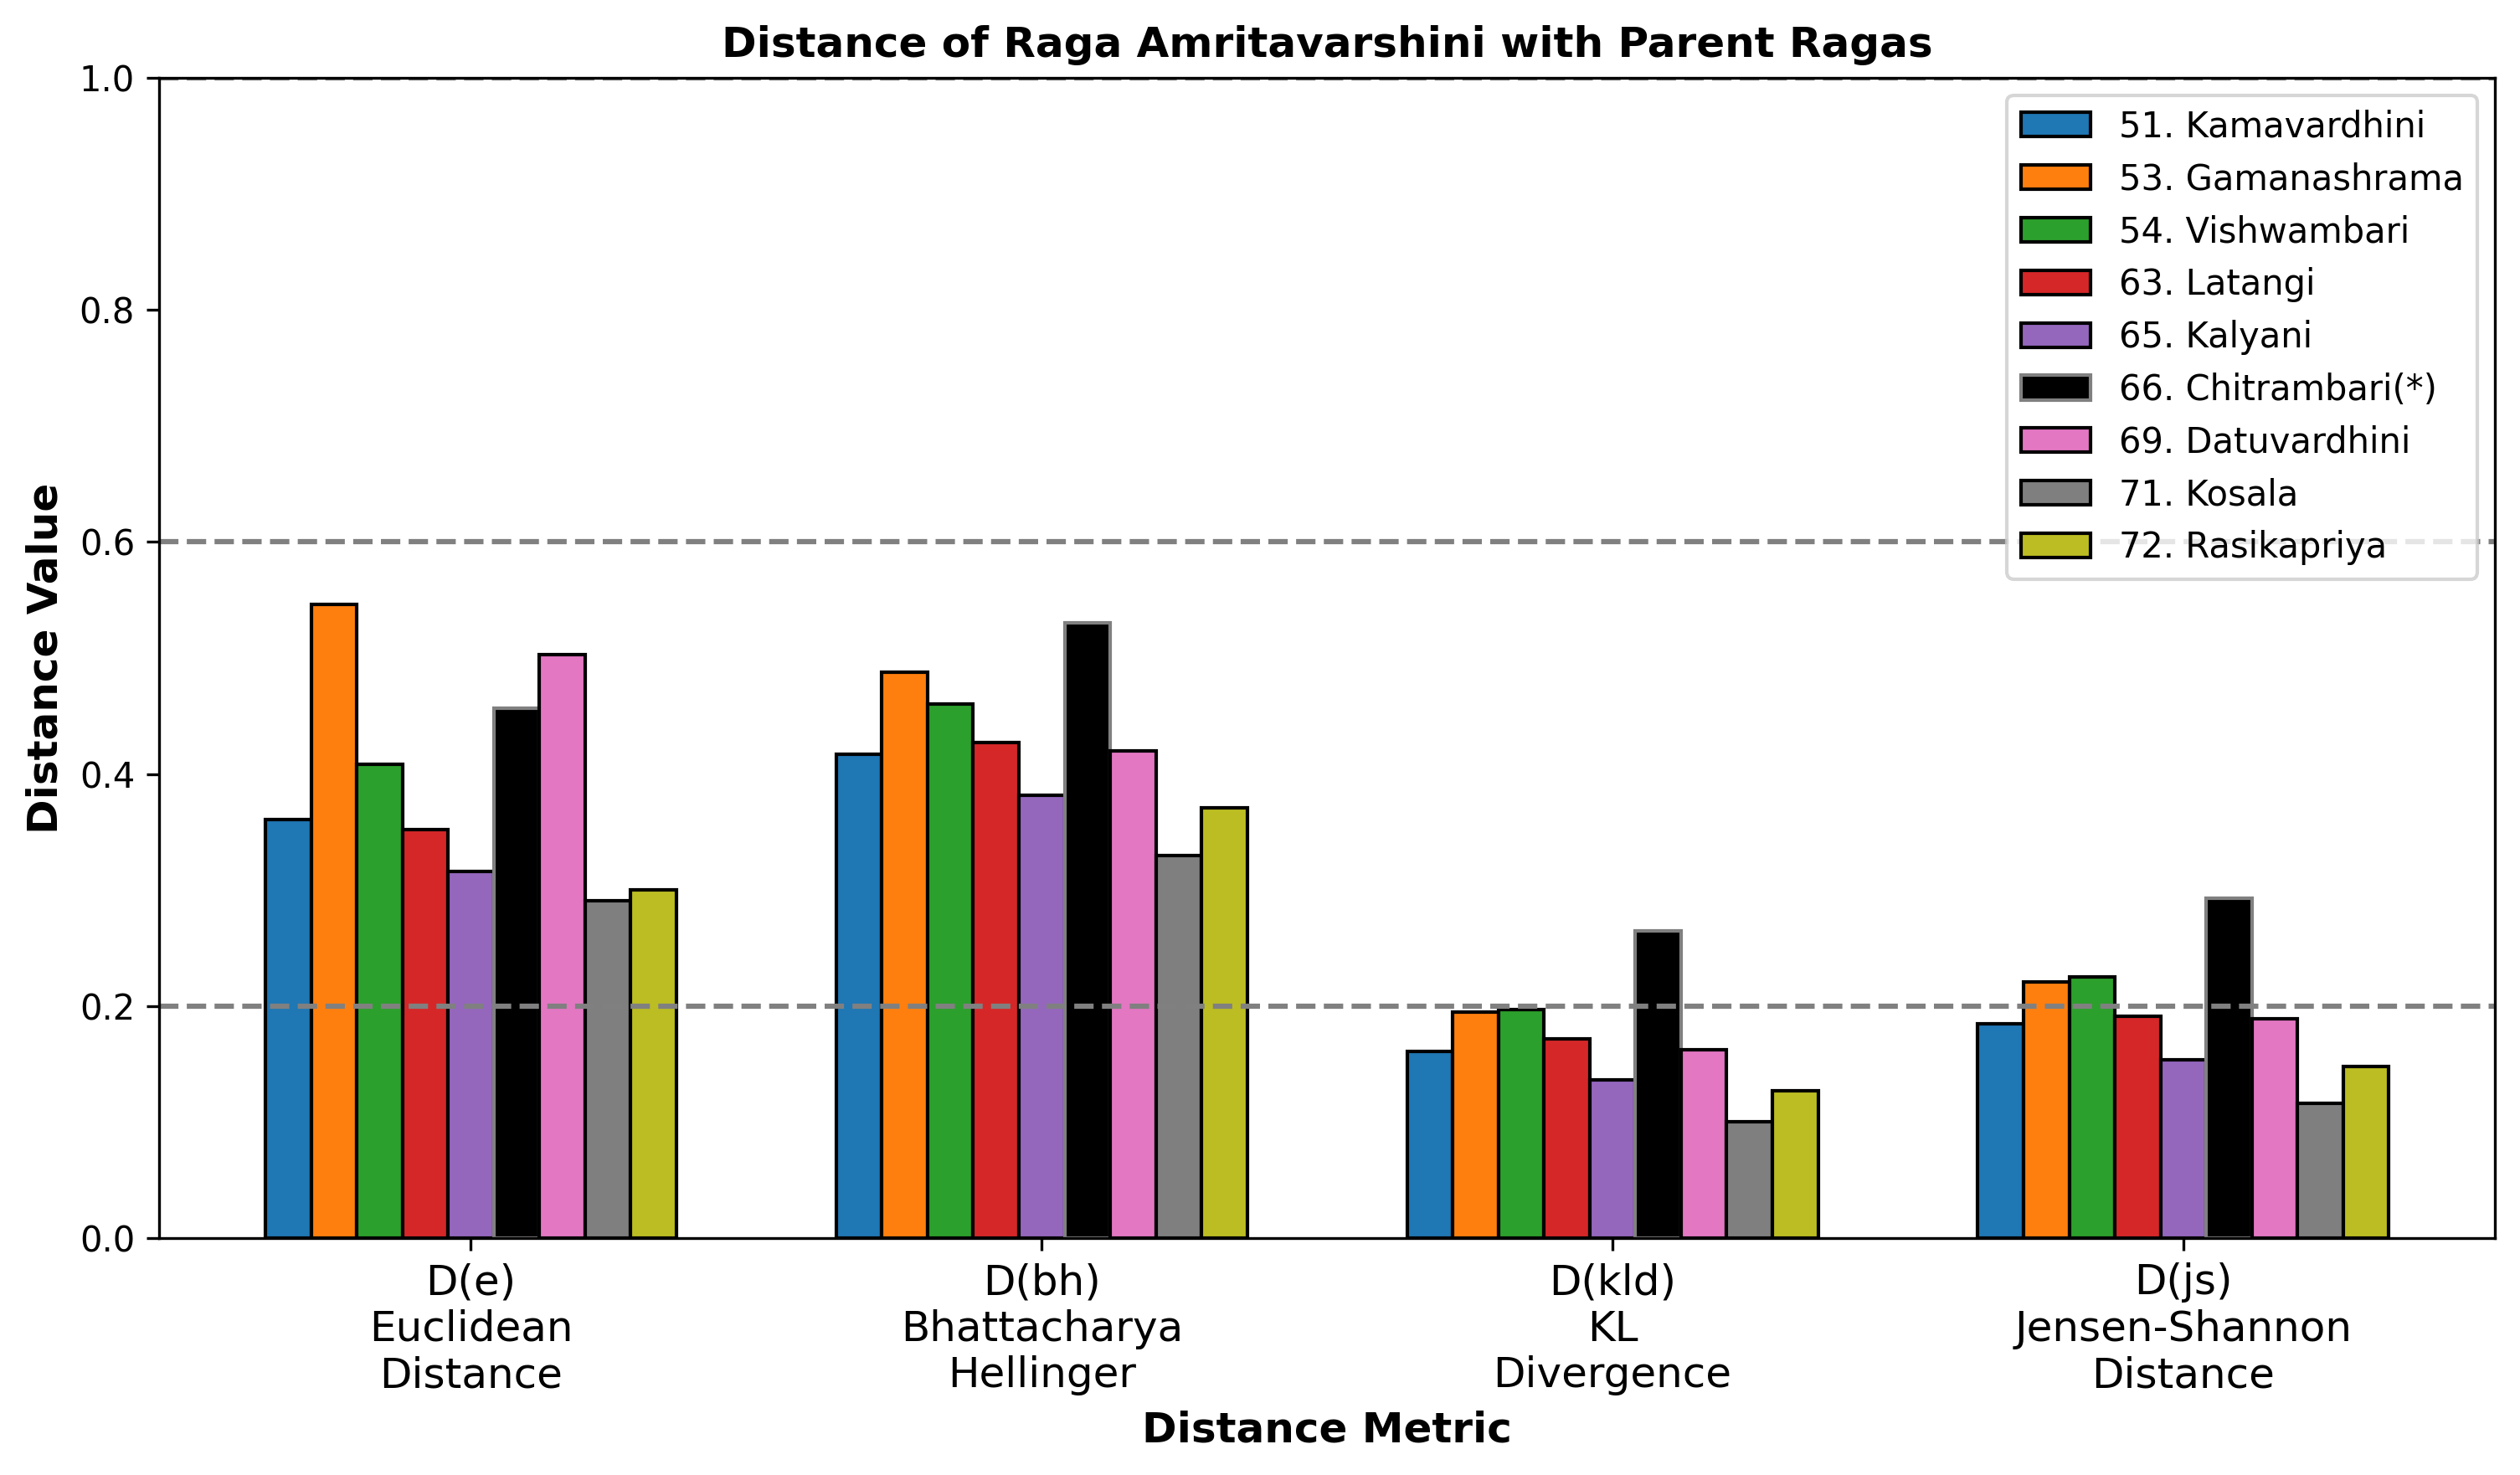 Distance of Raga Amritavarshini with Parent Ragas
1.0
0.8
0.6
0.4
0.2
0.0
Distance Value
51. Kamavardhini
53. Gamanashrama
54. Vishwambari
63. Latangi
65. Kalyani
66. Chitrambari(*)
69. Datuvardhini
71. Kosala
72. Rasikapriya
D(e)
Euclidean
Distance
D(bh)
Bhattacharya
Hellinger
D(kld)
KL
Divergence
D(js)
Jensen-Shannon
Distance
Distance Metric